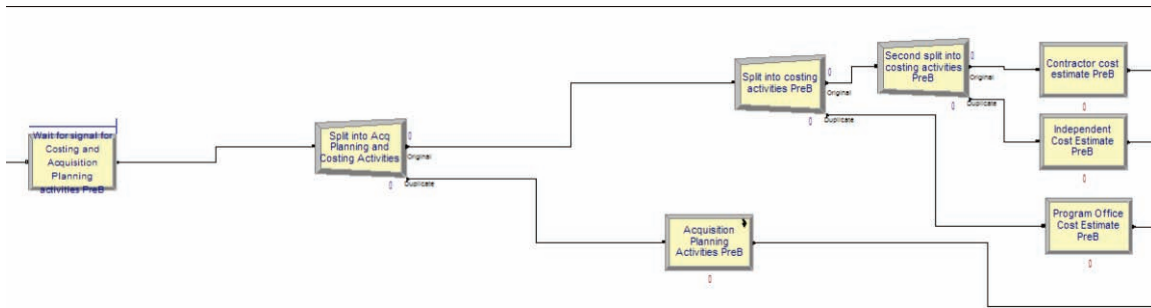 Wait for signal for
Costing and
Acquisition
Planning
activities PreB
Split into Acq
Planning and
Costing Activities
0
Original
0
Duplicate
Split into costing
activities PreB
0
Original
0
Duplicate
Second split into
costing activities
PreB
0
Original
0
Duplicate
Contractor cost
estimate PreB
0
Independent
Cost Estimate
PreB
0
Program Office
Cost Estimate
PreB
0
Acquisition
Planning
Activities PreB
0